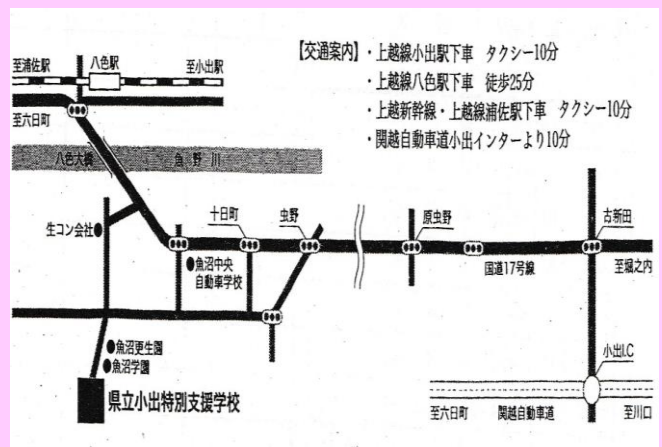 【交通案内】・上越線小出駅下車 タクシー10分
・上越線八色駅下車 徒歩25分
・上越新幹線・上越線浦佐駅下車 タクシー10分
・関越自動車道小出インターより10分
至浦佐駅
八色駅
至小出駅
至六日町
八色大橋
魚野川
生コン会社
十日町
虫野
原虫野
古新田
魚沼中央
自動車学校
国道17号線
至堀之内
魚沼更生園
魚沼学園
小出I.C
県立小出特別支援学校
至六日町
関越自動車道
至川口